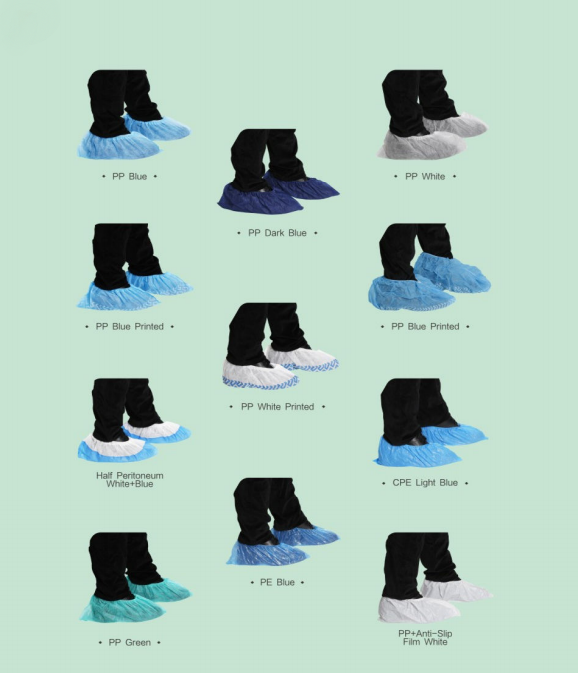 • PP Blue •
• PP White •
• PP Dark Blue •
• PP Blue Printed •
• PP Blue Printed •
• PP White Printed •
Half Peritoneum
White+Blue
• CPE Light Blue •
• PE Blue •
• PP Green •
PP+Anti-Slip
Film White